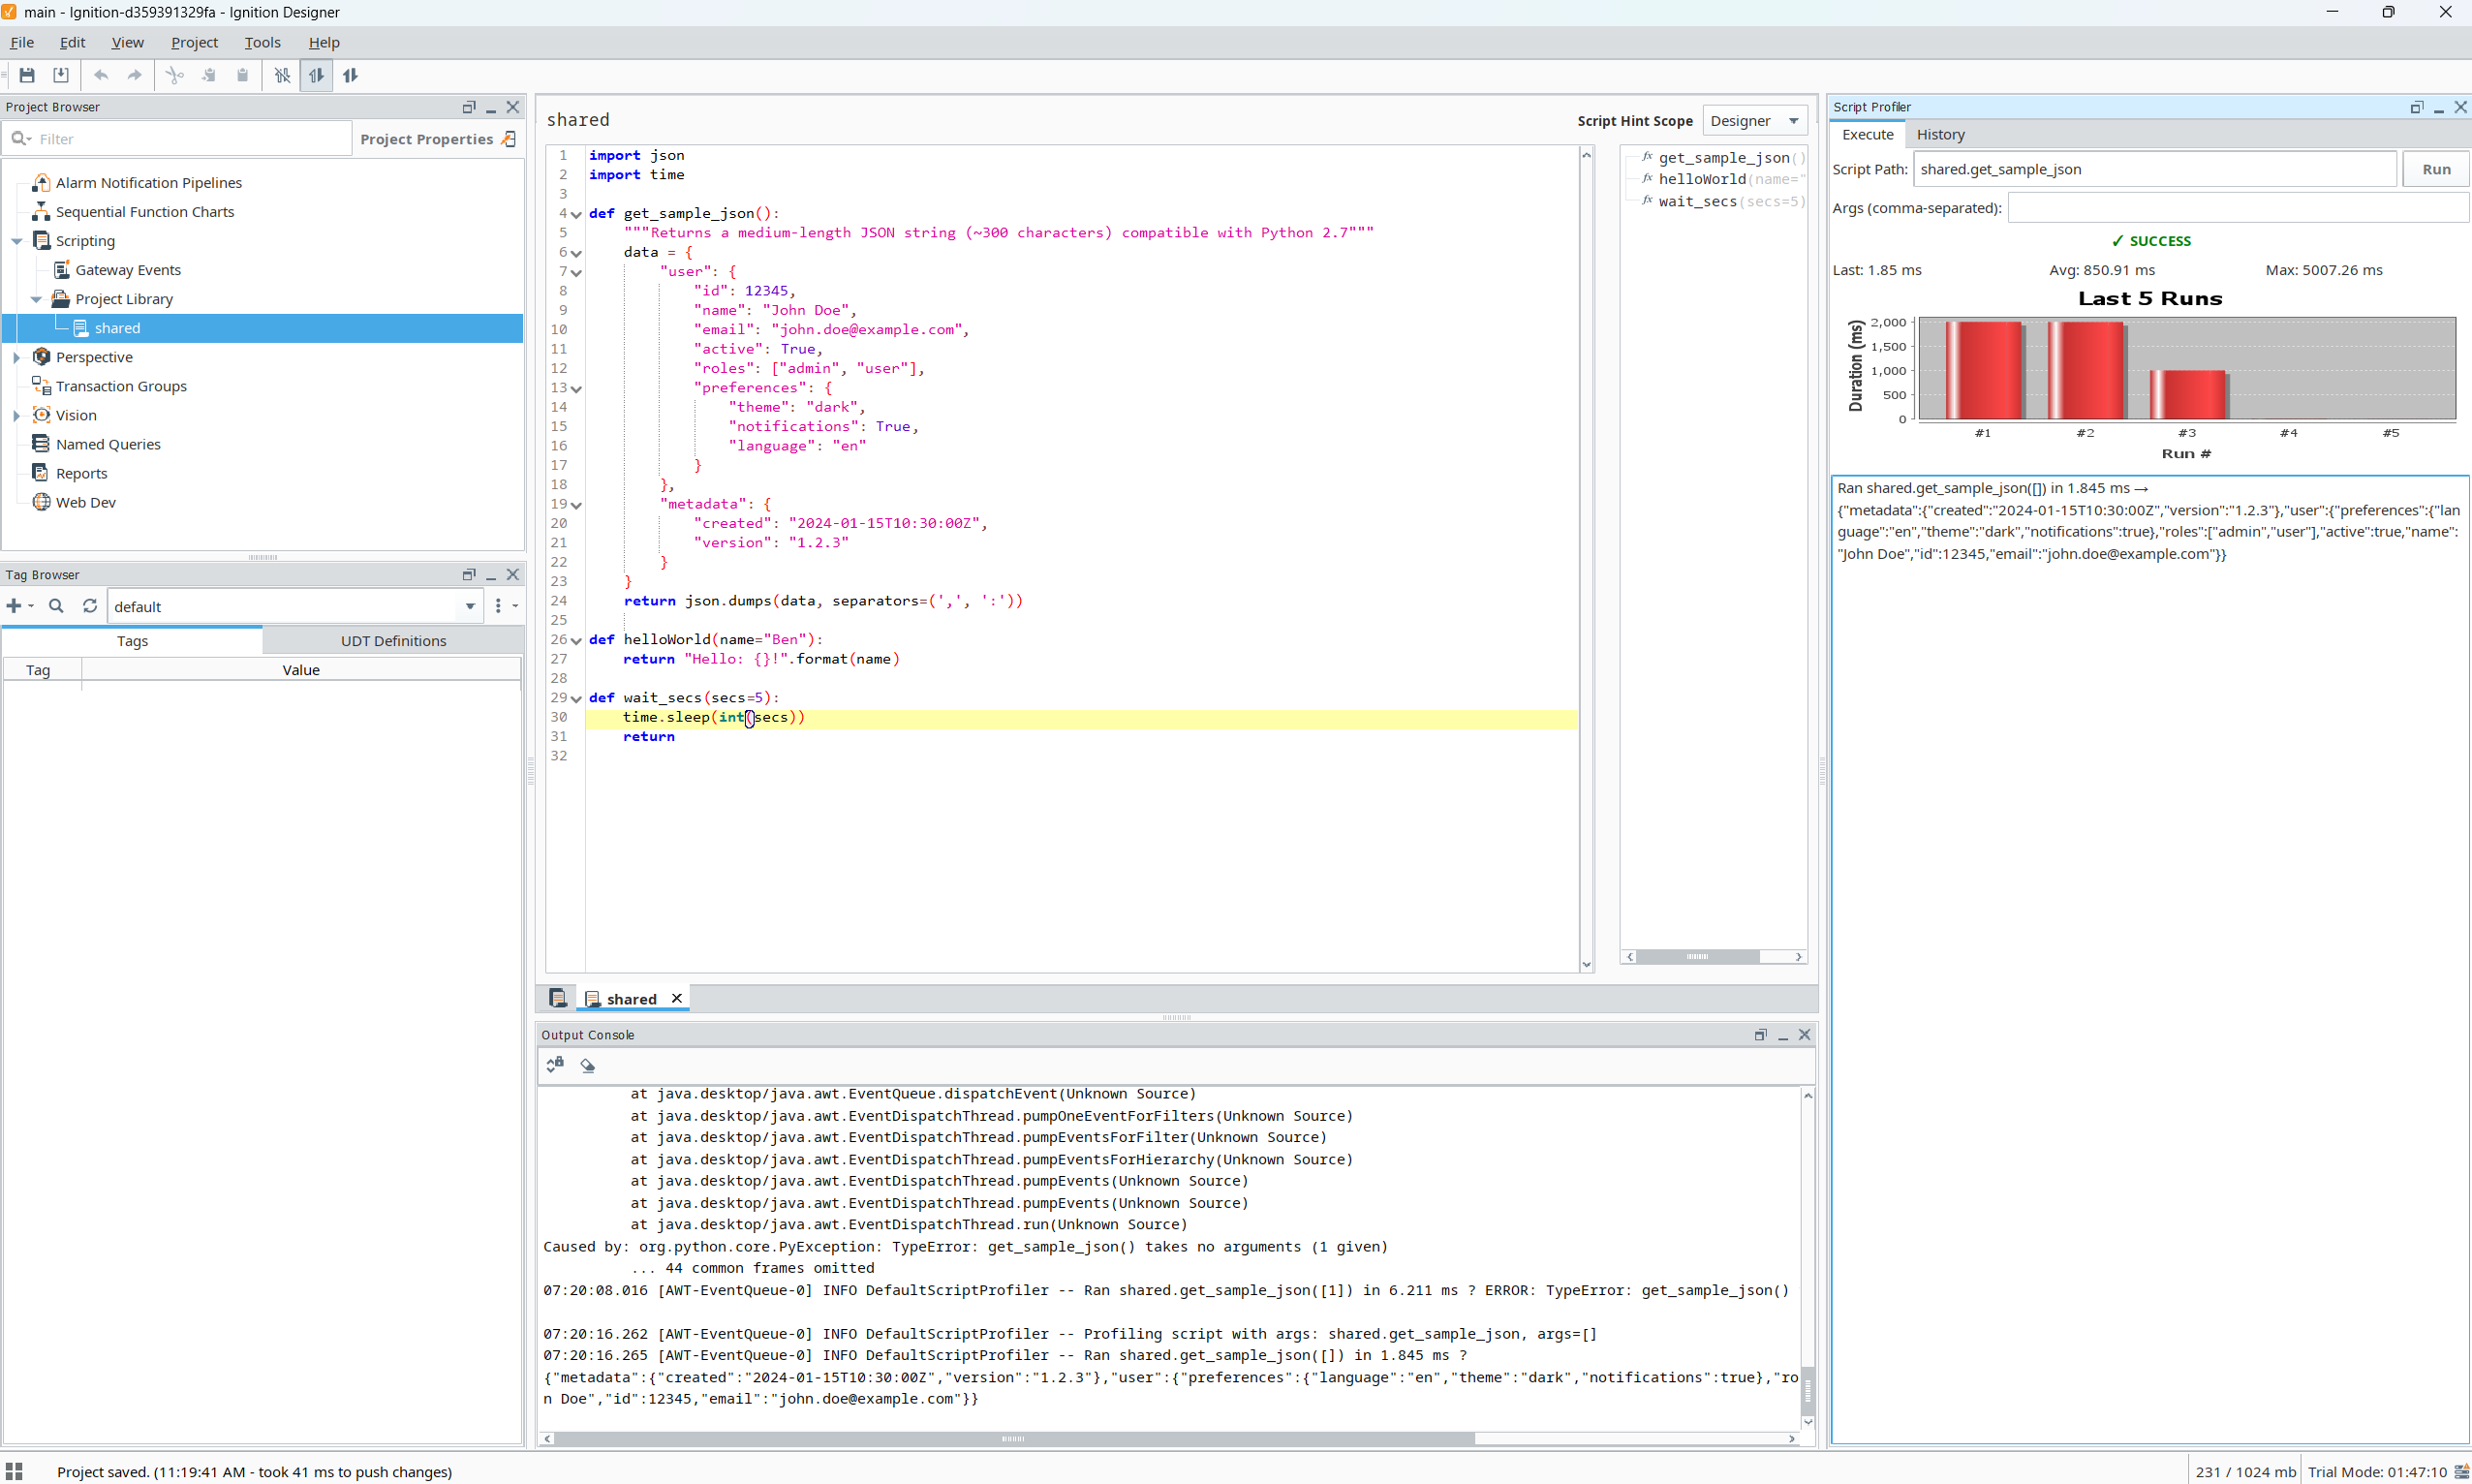 main - Ignition-d359391329fa - Ignition Designer
File Edit View Project Tools Help
Project Browser
Filter
Project Properties
Alarm Notification Pipelines
Sequential Function Charts
Scripting
Gateway Events
Project Library
shared
Perspective
Transaction Groups
Vision
Named Queries
Reports
Web Dev
Tag Browser
default
Tags UDT Definitions
Tag Value
shared
Script Hint Scope Designer
1 import json
2 import time
3
4 def get_sample_json():
5 """Returns a medium-length JSON string (~300 characters) compatible with Python 2.7"""
6 data = {
7 "user": {
8 "id": 12345,
9 "name": "John Doe",
10 "email": "john.doe@example.com",
11 "active": True,
12 "roles": ["admin", "user"],
13 "preferences": {
14 "theme": "dark",
15 "notifications": True,
16 "language": "en"
17 }
18 },
19 "metadata": {
20 "created": "2024-01-15T10:30:00Z",
21 "version": "1.2.3"
22 }
23 }
24 return json.dumps(data, separators=(',', ':'))
25
26 def helloWorld(name="Ben"):
27 return "Hello: {}!".format(name)
28
29 def wait_secs(secs=5):
30 time.sleep(int(secs))
31 return
32
fx get_sample_json()
fx helloWorld(name="
fx wait_secs(secs=5)
shared
Output Console
at java.desktop/java.awt.EventQueue.dispatchEvent(Unknown Source)
at java.desktop/java.awt.EventDispatchThread.pumpOneEventForFilters(Unknown Source)
at java.desktop/java.awt.EventDispatchThread.pumpEventsForFilter(Unknown Source)
at java.desktop/java.awt.EventDispatchThread.pumpEventsForHierarchy(Unknown Source)
at java.desktop/java.awt.EventDispatchThread.pumpEvents(Unknown Source)
at java.desktop/java.awt.EventDispatchThread.pumpEvents(Unknown Source)
at java.desktop/java.awt.EventDispatchThread.run(Unknown Source)
Caused by: org.python.core.PyException: TypeError: get_sample_json() takes no arguments (1 given)
... 44 common frames omitted
07:20:08.016 [AWT-EventQueue-0] INFO DefaultScriptProfiler -- Ran shared.get_sample_json([1]) in 6.211 ms ? ERROR: TypeError: get_sample_json()
07:20:16.262 [AWT-EventQueue-0] INFO DefaultScriptProfiler -- Profiling script with args: shared.get_sample_json, args=[]
07:20:16.265 [AWT-EventQueue-0] INFO DefaultScriptProfiler -- Ran shared.get_sample_json([]) in 1.845 ms ?
{"metadata":{"created":"2024-01-15T10:30:00Z","version":"1.2.3"},"user":{"preferences":{"language":"en","theme":"dark","notifications":true},"ro
n Doe","id":12345,"email":"john.doe@example.com"}}
Script Profiler
Execute History
Script Path: shared.get_sample_json Run
Args (comma-separated):
✓ SUCCESS
Last: 1.85 ms Avg: 850.91 ms Max: 5007.26 ms
Last 5 Runs
Duration (ms)
2,000
1,500
1,000
500
0
#1 #2 #3 #4 #5
Run #
Ran shared.get_sample_json([]) in 1.845 ms →
{"metadata":{"created":"2024-01-15T10:30:00Z","version":"1.2.3"},"user":{"preferences":{"lan
guage":"en","theme":"dark","notifications":true},"roles":["admin","user"],"active":true,"name":
"John Doe","id":12345,"email":"john.doe@example.com"}}
Project saved. (11:19:41 AM - took 41 ms to push changes)
231 / 1024 mb Trial Mode: 01:47:10